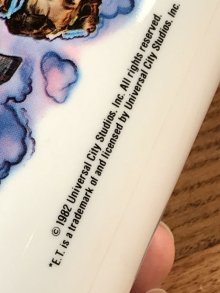 © 1982 Universal City Studios, Inc. All rights reserved.
*E.T. is a trademark of and licensed by Universal City Studios, Inc.